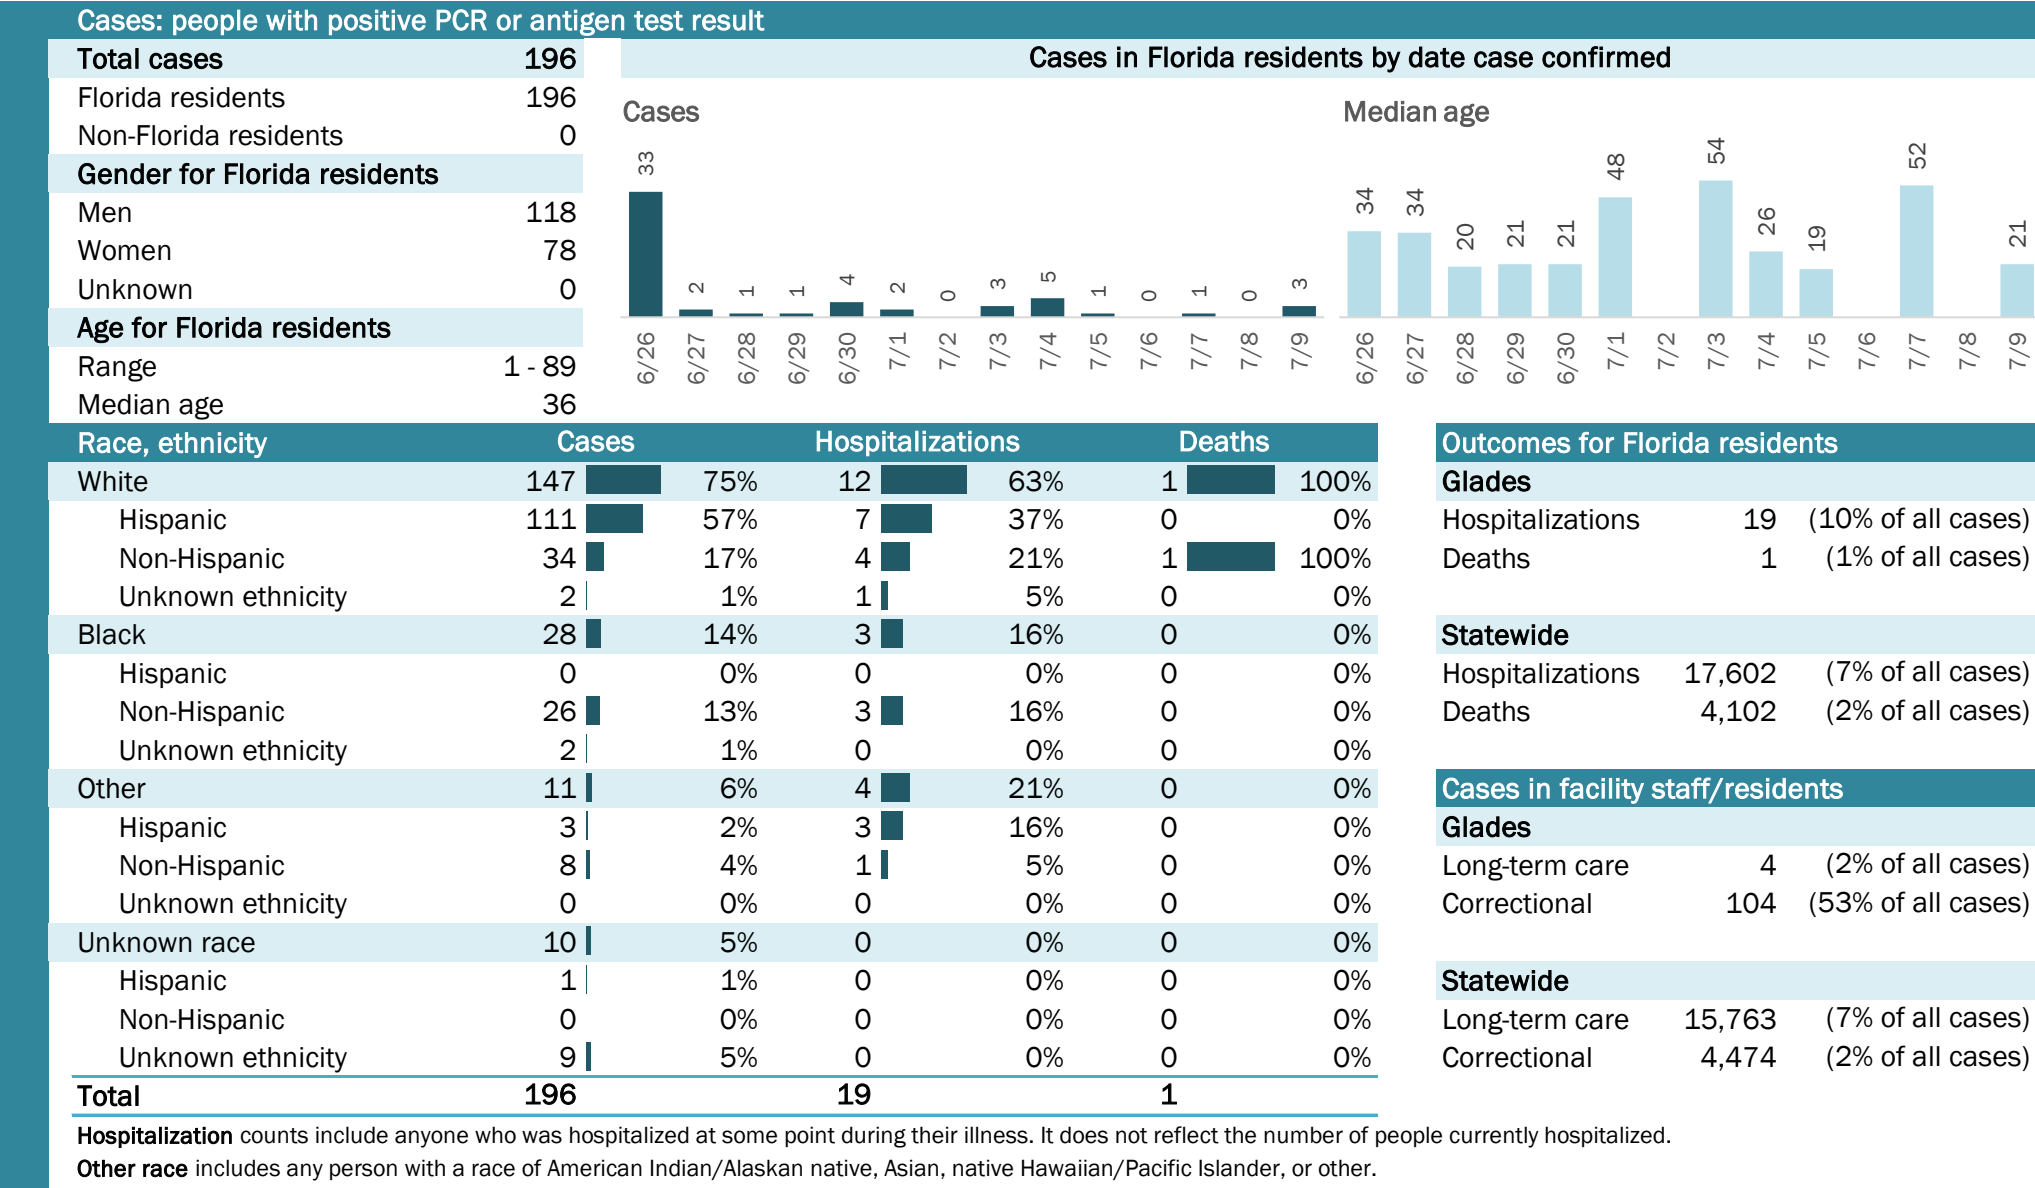 Cases: people with positive PCR or antigen test result
Total cases 196
Florida residents 196
Non-Florida residents 0
Gender for Florida residents
Men 118
Women 78
Unknown 0
Age for Florida residents
Range 1 - 89
Median age 36
Cases in Florida residents by date case confirmed
Cases
33 2 1 1 4 2 0 3 5 1 0 1 0 3
6/26 6/27 6/28 6/29 6/30 7/1 7/2 7/3 7/4 7/5 7/6 7/7 7/8 7/9
Median age
34 34 20 21 21 48 54 26 19 52 21
6/26 6/27 6/28 6/29 6/30 7/1 7/2 7/3 7/4 7/5 7/6 7/7 7/8 7/9
Race, ethnicity Cases Hospitalizations Deaths
White 147 75% 12 63% 1 100%
Hispanic 111 57% 7 37% 0 0%
Non-Hispanic 34 17% 4 21% 1 100%
Unknown ethnicity 2 1% 1 5% 0 0%
Black 28 14% 3 16% 0 0%
Hispanic 0 0% 0 0% 0 0%
Non-Hispanic 26 13% 3 16% 0 0%
Unknown ethnicity 2 1% 0 0% 0 0%
Other 11 6% 4 21% 0 0%
Hispanic 3 2% 3 16% 0 0%
Non-Hispanic 8 4% 1 5% 0 0%
Unknown ethnicity 0 0% 0 0% 0 0%
Unknown race 10 5% 0 0% 0 0%
Hispanic 1 1% 0 0% 0 0%
Non-Hispanic 0 0% 0 0% 0 0%
Unknown ethnicity 9 5% 0 0% 0 0%
Total 196 19 1
Outcomes for Florida residents
Glades
Hospitalizations 19 (10% of all cases)
Deaths 1 (1% of all cases)
Statewide
Hospitalizations 17,602 (7% of all cases)
Deaths 4,102 (2% of all cases)
Cases in facility staff/residents
Glades
Long-term care 4 (2% of all cases)
Correctional 104 (53% of all cases)
Statewide
Long-term care 15,763 (7% of all cases)
Correctional 4,474 (2% of all cases)
Hospitalization counts include anyone who was hospitalized at some point during their illness. It does not reflect the number of people currently hospitalized.
Other race includes any person with a race of American Indian/Alaskan native, Asian, native Hawaiian/Pacific Islander, or other.